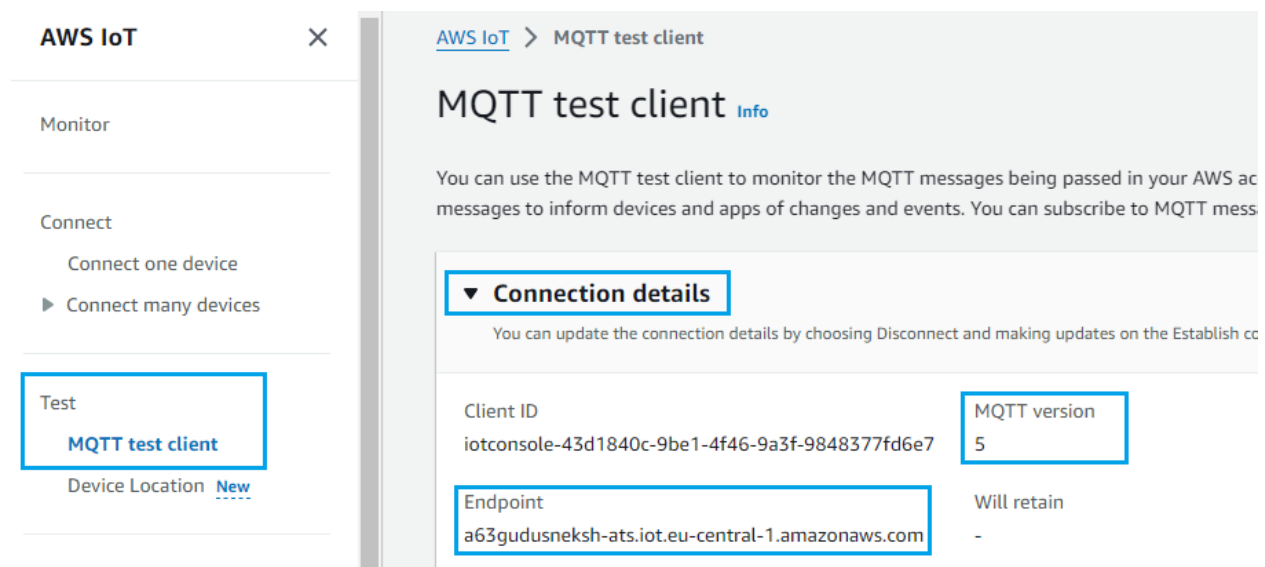 AWS IoT
Monitor
Connect
Connect one device
Connect many devices
Test
MQTT test client
Device Location New
AWS IoT > MQTT test client
MQTT test client Info
You can use the MQTT test client to monitor the MQTT messages being passed in your AWS ac
messages to inform devices and apps of changes and events. You can subscribe to MQTT mess
Connection details
You can update the connection details by choosing Disconnect and making updates on the Establish co
Client ID
iotconsole-43d1840c-9be1-4f46-9a3f-9848377fd6e7
MQTT version
5
Endpoint
a63gudusneksh-ats.iot.eu-central-1.amazonaws.com
Will retain
-